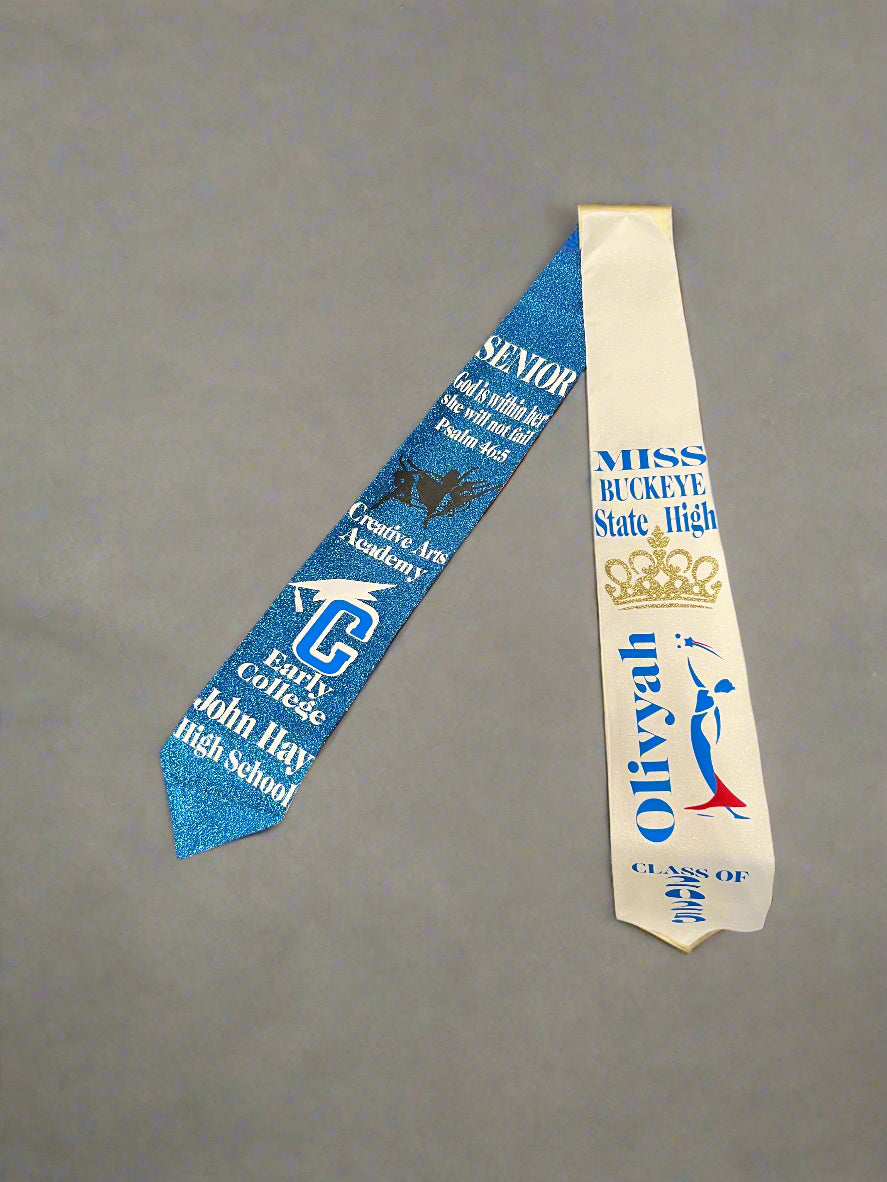 SENIOR
God is within her
she will not fail
Psalm 46:5
Creative Arts
Academy
C
Early
College
John Hay
High School
MISS
BUCKEYE
State High
Olivyah
CLASS OF
2025